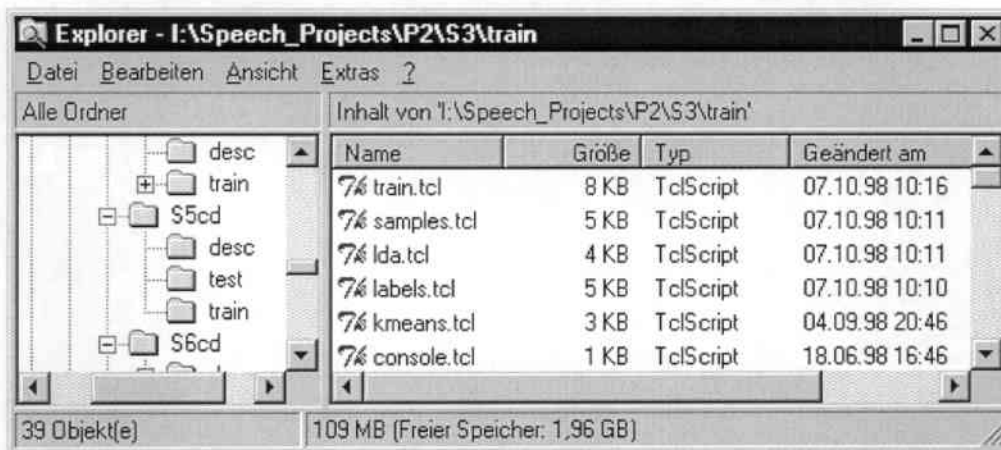 Explorer - I:\Speech_Projects\P2\S3\train
Datei Bearbeiten Ansicht Extras ?
Alle Ordner
Inhalt von 'I:\Speech_Projects\P2\S3\train'
desc
train
S5cd
desc
test
train
S6cd
Name Größe Typ Geändert am
train.tcl 8 KB TclScript 07.10.98 10:16
samples.tcl 5 KB TclScript 07.10.98 10:11
lda.tcl 4 KB TclScript 07.10.98 10:11
labels.tcl 5 KB TclScript 07.10.98 10:10
kmeans.tcl 3 KB TclScript 04.09.98 20:46
console.tcl 1 KB TclScript 18.06.98 16:46
39 Objekt(e)
109 MB (Freier Speicher: 1,96 GB)